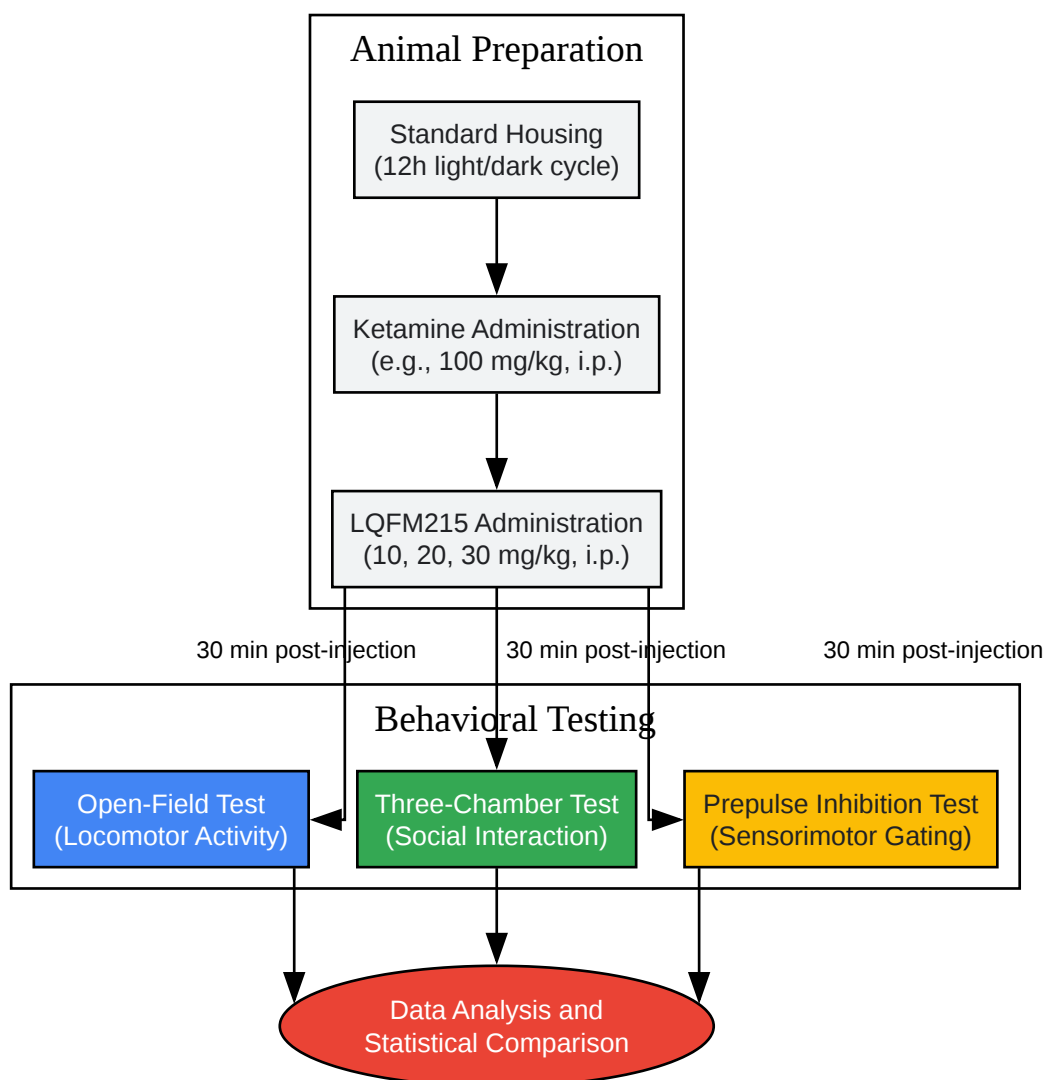 Animal Preparation
Standard Housing
(12h light/dark cycle)
Ketamine Administration
(e.g., 100 mg/kg, i.p.)
LQFM215 Administration
(10, 20, 30 mg/kg, i.p.)
30 min post-injection
30 min post-injection
30 min post-injection
Behavioral Testing
Open-Field Test
(Locomotor Activity)
Three-Chamber Test
(Social Interaction)
Prepulse Inhibition Test
(Sensorimotor Gating)
Data Analysis and
Statistical Comparison